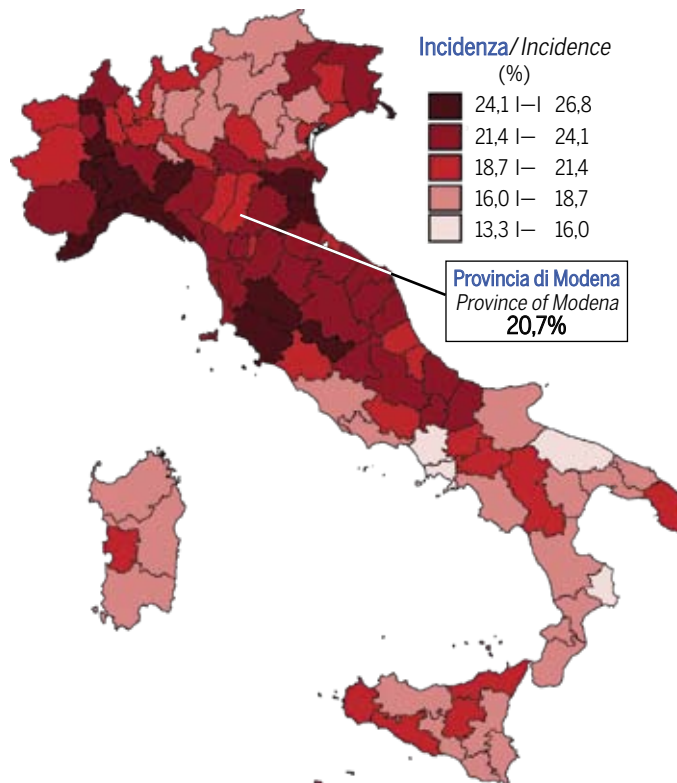 Incidenza/Incidence
(%)
24,1 I—I 26,8
21,4 I— 24,1
18,7 I— 21,4
16,0 I— 18,7
13,3 I— 16,0
Provincia di Modena
Province of Modena
20,7%